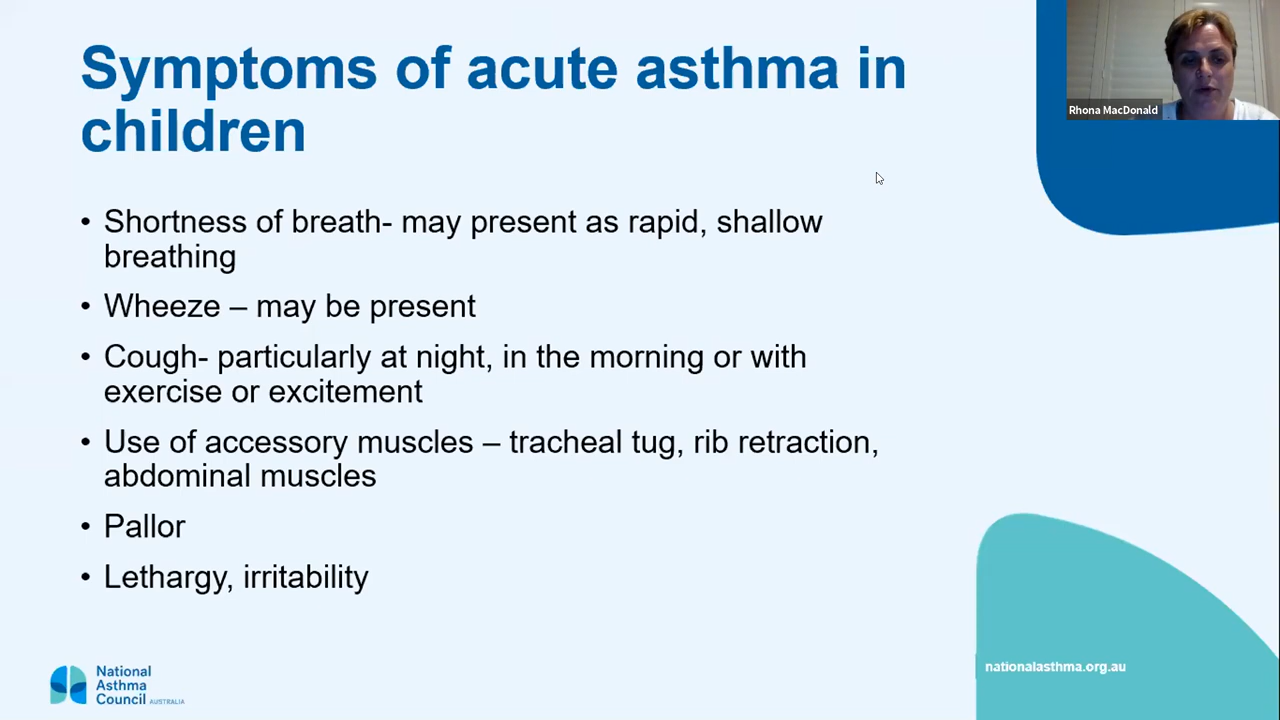 Symptoms of acute asthma in
children
Rhona MacDonald
• Shortness of breath- may present as rapid, shallow
breathing
• Wheeze – may be present
• Cough- particularly at night, in the morning or with
exercise or excitement
• Use of accessory muscles – tracheal tug, rib retraction,
abdominal muscles
• Pallor
• Lethargy, irritability
National
Asthma
Council AUSTRALIA
nationalasthma.org.au